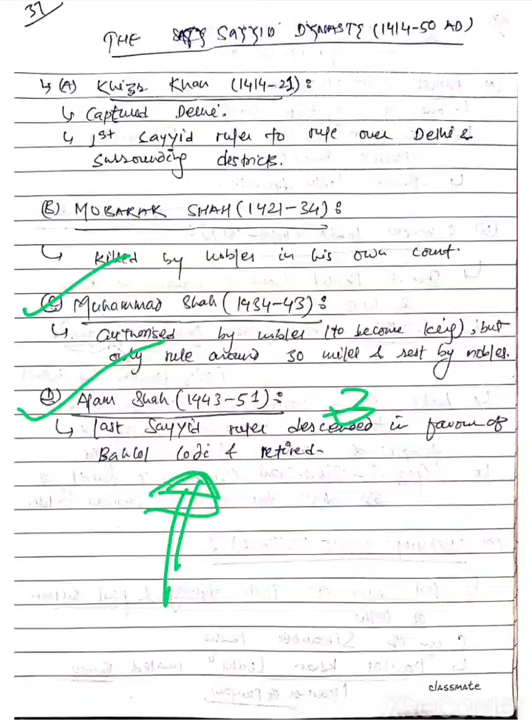 37
THE SAYYID DYNASTY (1414-50 AD)
↳ (A) Khizr Khan (1414-21):
↳ Captured Delhi.
↳ 1st Sayyid ruler to rule over Delhi &
surrounding districts.
(B) MOBARAK SHAH (1421-34):
↳ Killed by nobles in his own court.
(C) Muhammad Shah (1434-43):
↳ authorised by nobles (to become king), but
only rule around 30 miles & rest by nobles.
(D) Alam Shah (1443-51):
3
↳ last Sayyid ruler descended in favour of
Bahlol Lodi & retired-
classmate